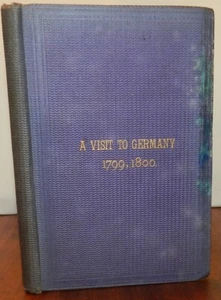 A VISIT TO GERMANY
1799, 1800.